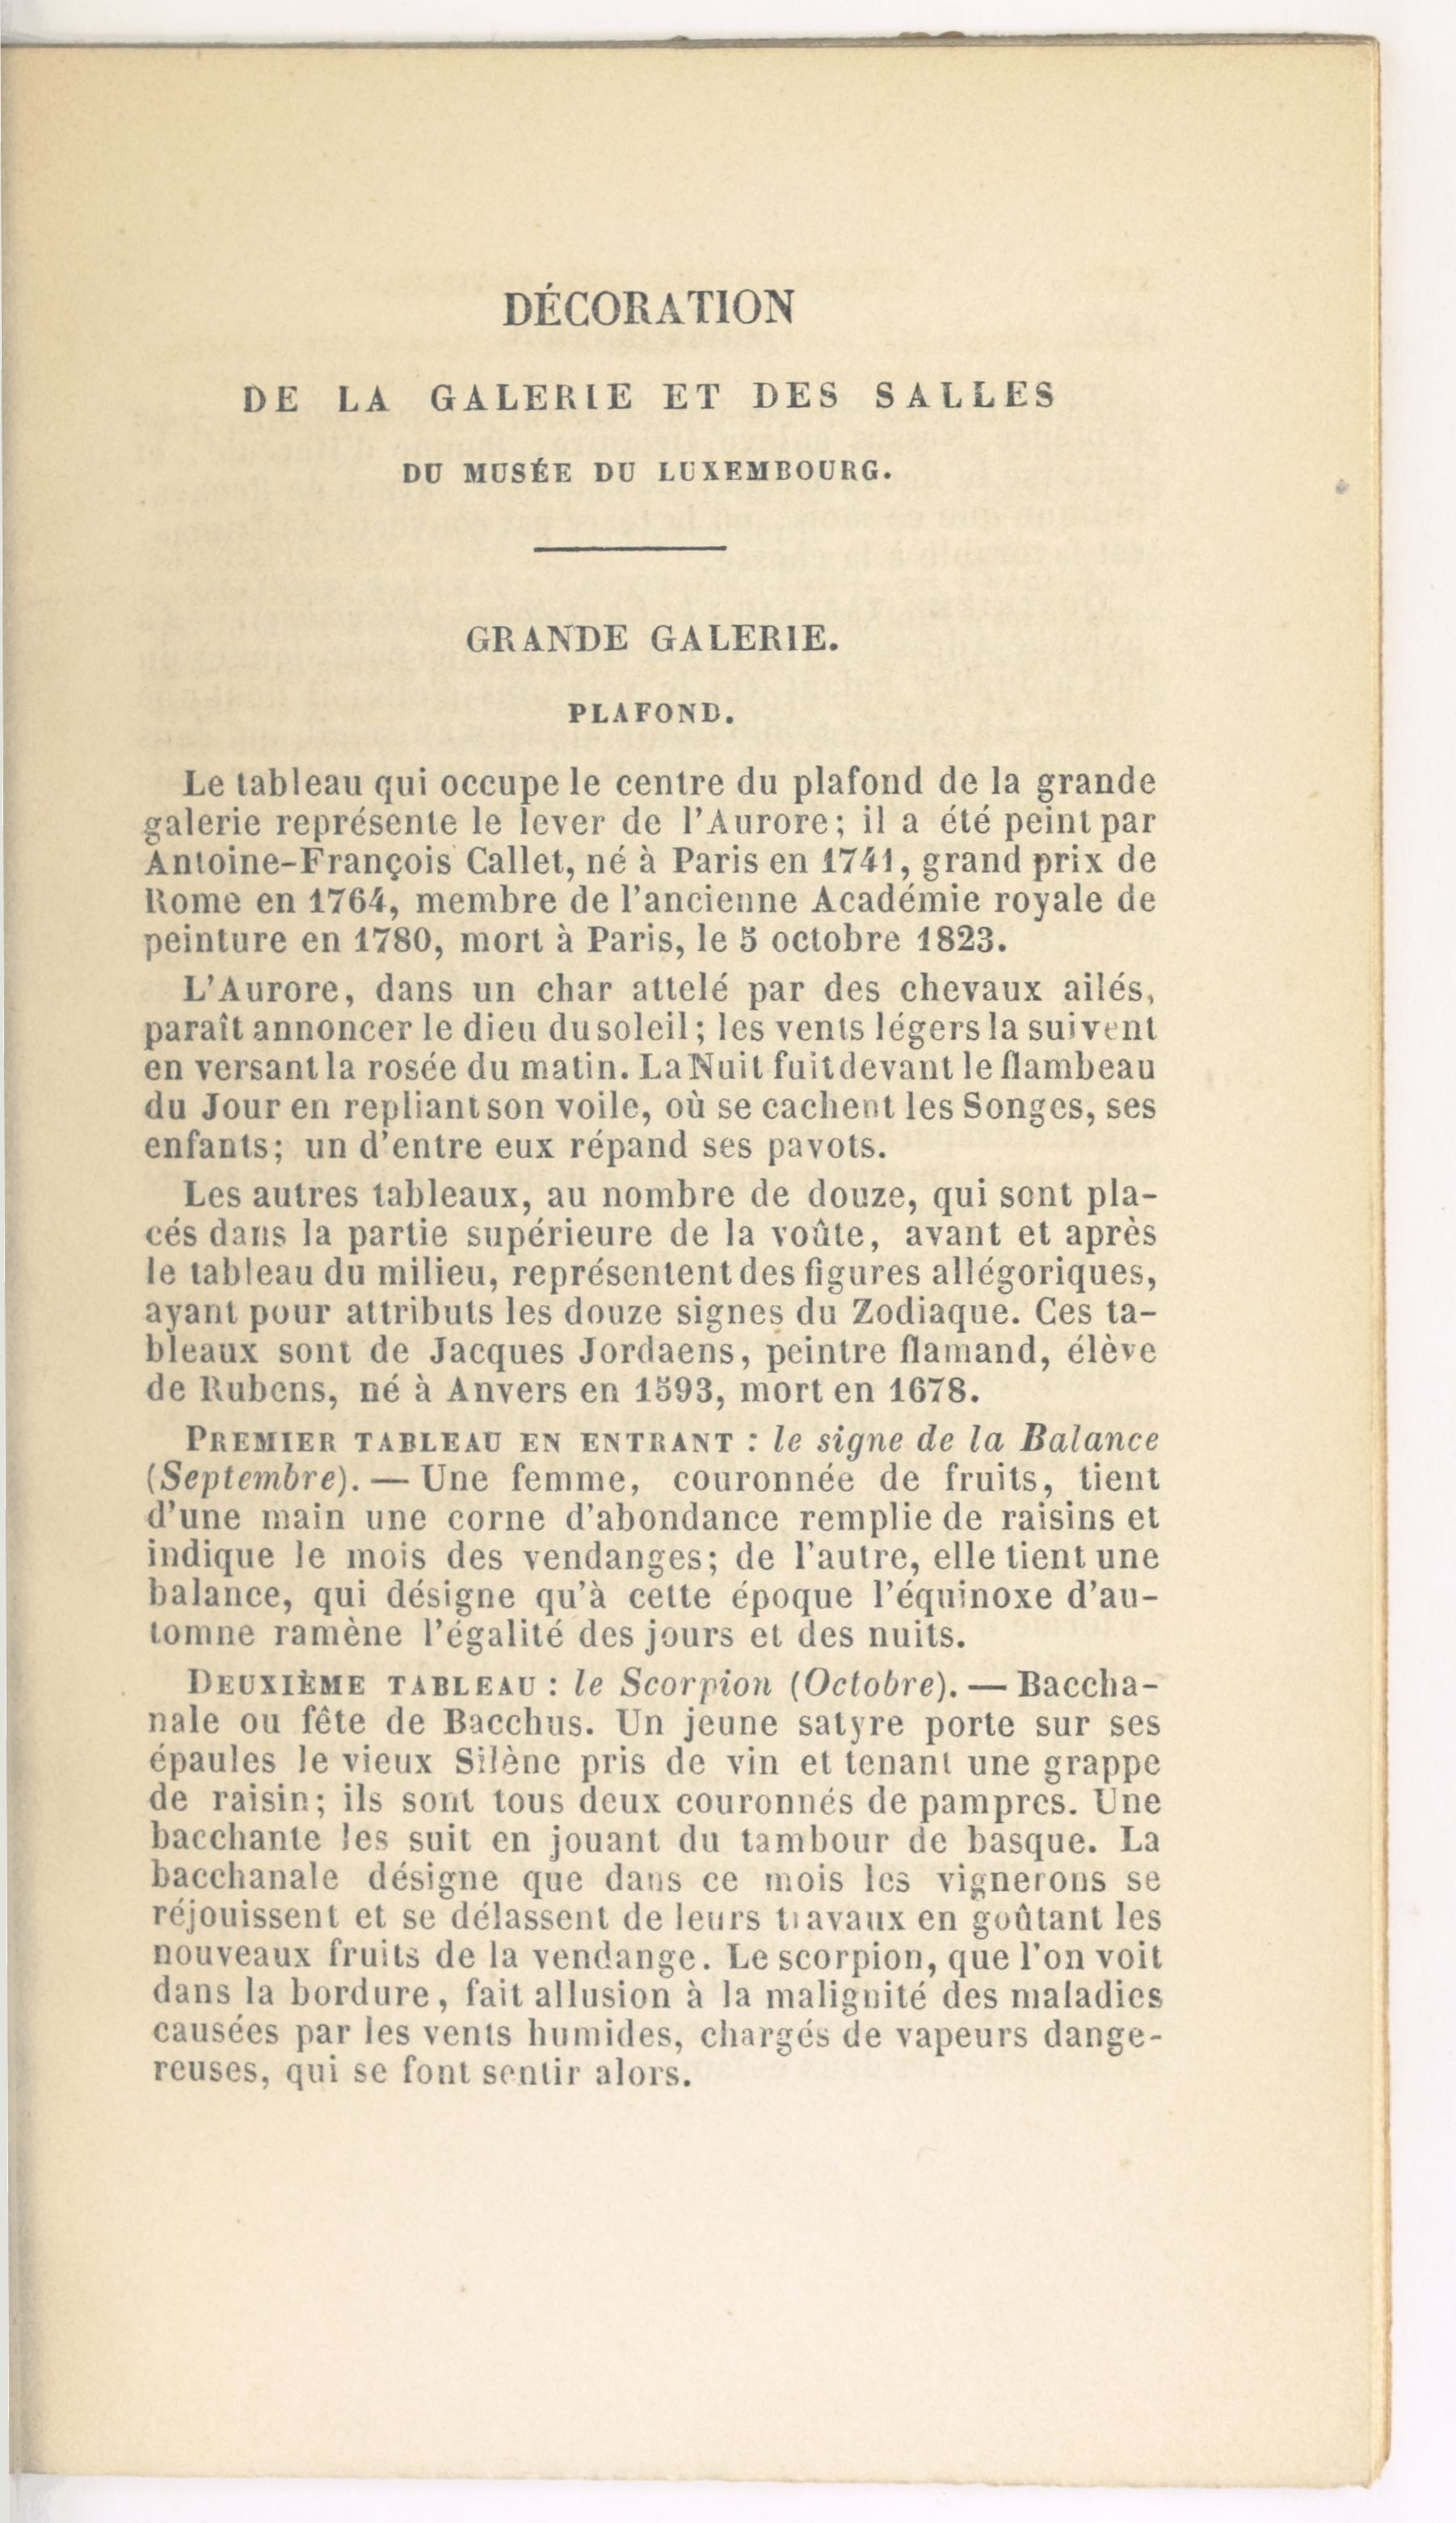 DÉCORATION
DE LA GALERIE ET DES SALLES
DU MUSÉE DU LUXEMBOURG.
GRANDE GALERIE.
PLAFOND.
Le tableau qui occupe le centre du plafond de la grande
galerie représente le lever de l'Aurore; il a été peint par
Antoine-François Callet, né à Paris en 1741, grand prix de
Rome en 1764, membre de l'ancienne Académie royale de
peinture en 1780, mort à Paris, le 5 octobre 1823.
L'Aurore, dans un char attelé par des chevaux ailés,
paraît annoncer le dieu du soleil; les vents légers la suivent
en versant la rosée du matin. La Nuit fuit devant le flambeau
du Jour en repliant son voile, où se cachent les Songes, ses
enfants; un d'entre eux répand ses pavots.
Les autres tableaux, au nombre de douze, qui sont pla-
cés dans la partie supérieure de la voûte, avant et après
le tableau du milieu, représentent des figures allégoriques,
ayant pour attributs les douze signes du Zodiaque. Ces ta-
bleaux sont de Jacques Jordaens, peintre flamand, élève
de Rubens, né à Anvers en 1593, mort en 1678.
PREMIER TABLEAU EN ENTRANT : le signe de la Balance
(Septembre). — Une femme, couronnée de fruits, tient
d'une main une corne d'abondance remplie de raisins et
indique le mois des vendanges; de l'autre, elle tient une
balance, qui désigne qu'à cette époque l'équinoxe d'au-
tomne ramène l'égalité des jours et des nuits.
DEUXIÈME TABLEAU : le Scorpion (Octobre). — Baccha-
nale ou fête de Bacchus. Un jeune satyre porte sur ses
épaules le vieux Silène pris de vin et tenant une grappe
de raisin; ils sont tous deux couronnés de pampres. Une
bacchante les suit en jouant du tambour de basque. La
bacchanale désigne que dans ce mois les vignerons se
réjouissent et se délassent de leurs travaux en goûtant les
nouveaux fruits de la vendange. Le scorpion, que l'on voit
dans la bordure, fait allusion à la malignité des maladies
causées par les vents humides, chargés de vapeurs dange-
reuses, qui se font sentir alors.